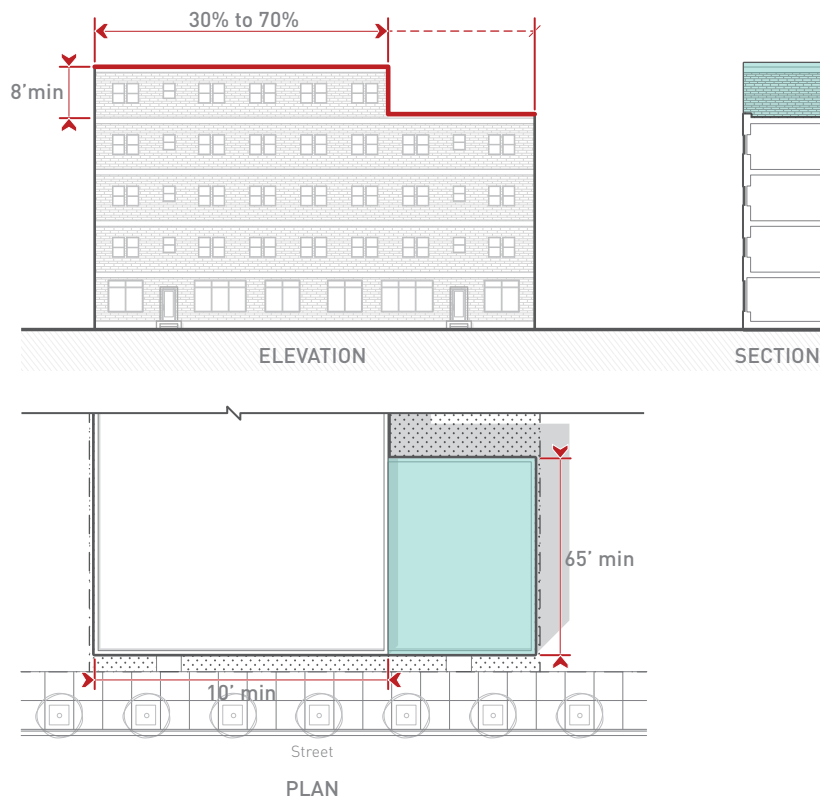 30% to 70%
8’min
ELEVATION
SECTION
65’ min
10’ min
Street
PLAN